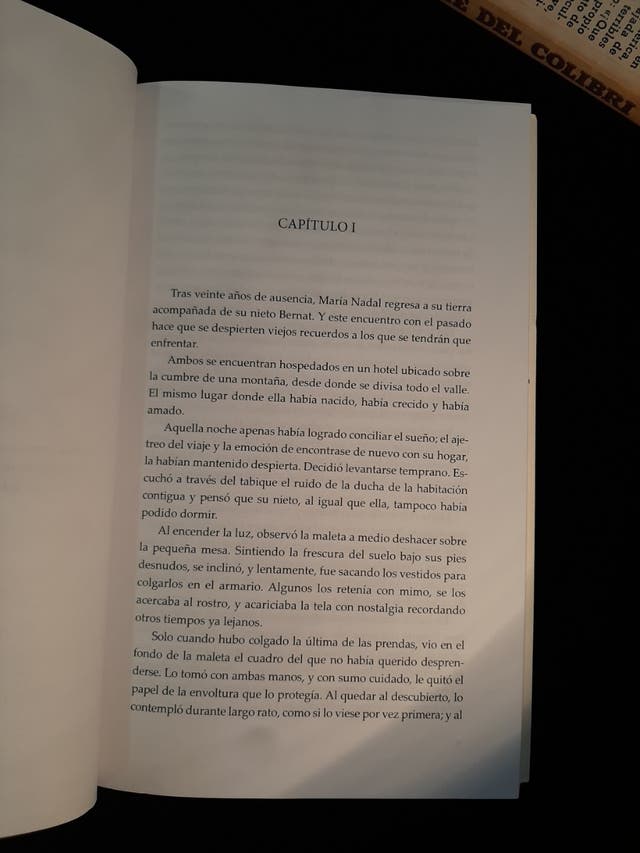 CAPÍTULO I
Tras veinte años de ausencia, María Nadal regresa a su tierra
acompañada de su nieto Bernat. Y este encuentro con el pasado
hace que se despierten viejos recuerdos a los que se tendrán que
enfrentar.
Ambos se encuentran hospedados en un hotel ubicado sobre
la cumbre de una montaña, desde donde se divisa todo el valle.
El mismo lugar donde ella había nacido, había crecido y había
amado.
Aquella noche apenas había logrado conciliar el sueño; el aje-
treo del viaje y la emoción de encontrase de nuevo con su hogar,
la habían mantenido despierta. Decidió levantarse temprano. Es-
cuchó a través del tabique el ruido de la ducha de la habitación
contigua y pensó que su nieto, al igual que ella, tampoco había
podido dormir.
Al encender la luz, observó la maleta a medio deshacer sobre
la pequeña mesa. Sintiendo la frescura del suelo bajo sus pies
desnudos, se inclinó, y lentamente, fue sacando los vestidos para
colgarlos en el armario. Algunos los retenía con mimo, se los
acercaba al rostro, y acariciaba la tela con nostalgia recordando
otros tiempos ya lejanos.
Solo cuando hubo colgado la última de las prendas, vio en el
fondo de la maleta el cuadro del que no había querido despren-
derse. Lo tomó con ambas manos, y con sumo cuidado, le quitó el
papel de la envoltura que lo protegía. Al quedar al descubierto, lo
contempló durante largo rato, como si lo viese por vez primera; y al
DEL COLIBRI
terribles
¿Que
propio